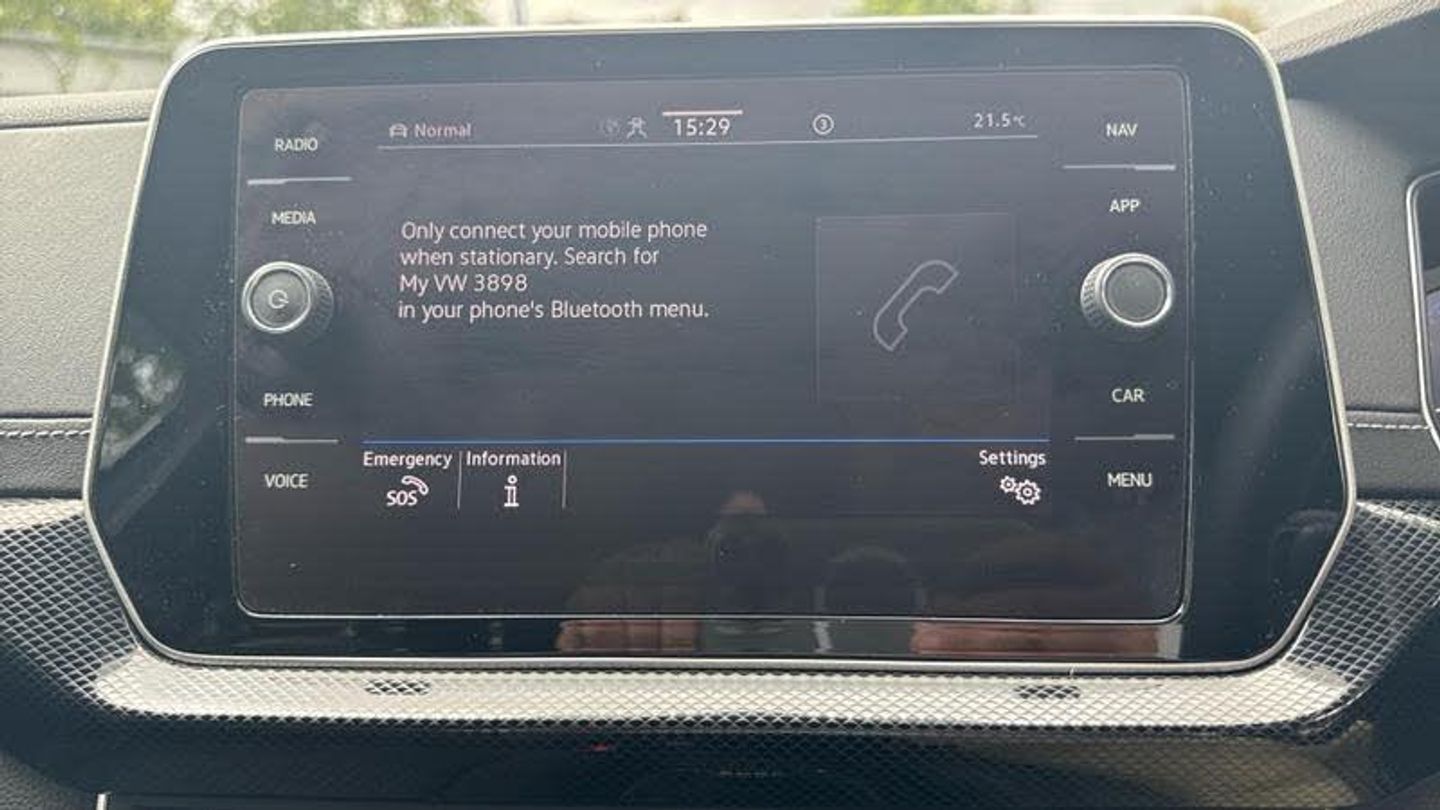 RADIO
MEDIA
PHONE
VOICE
Normal
15:29
3
21.5°C
Only connect your mobile phone
when stationary. Search for
My VW 3898
in your phone's Bluetooth menu.
Emergency
SOS
Information
i
Settings
NAV
APP
CAR
MENU